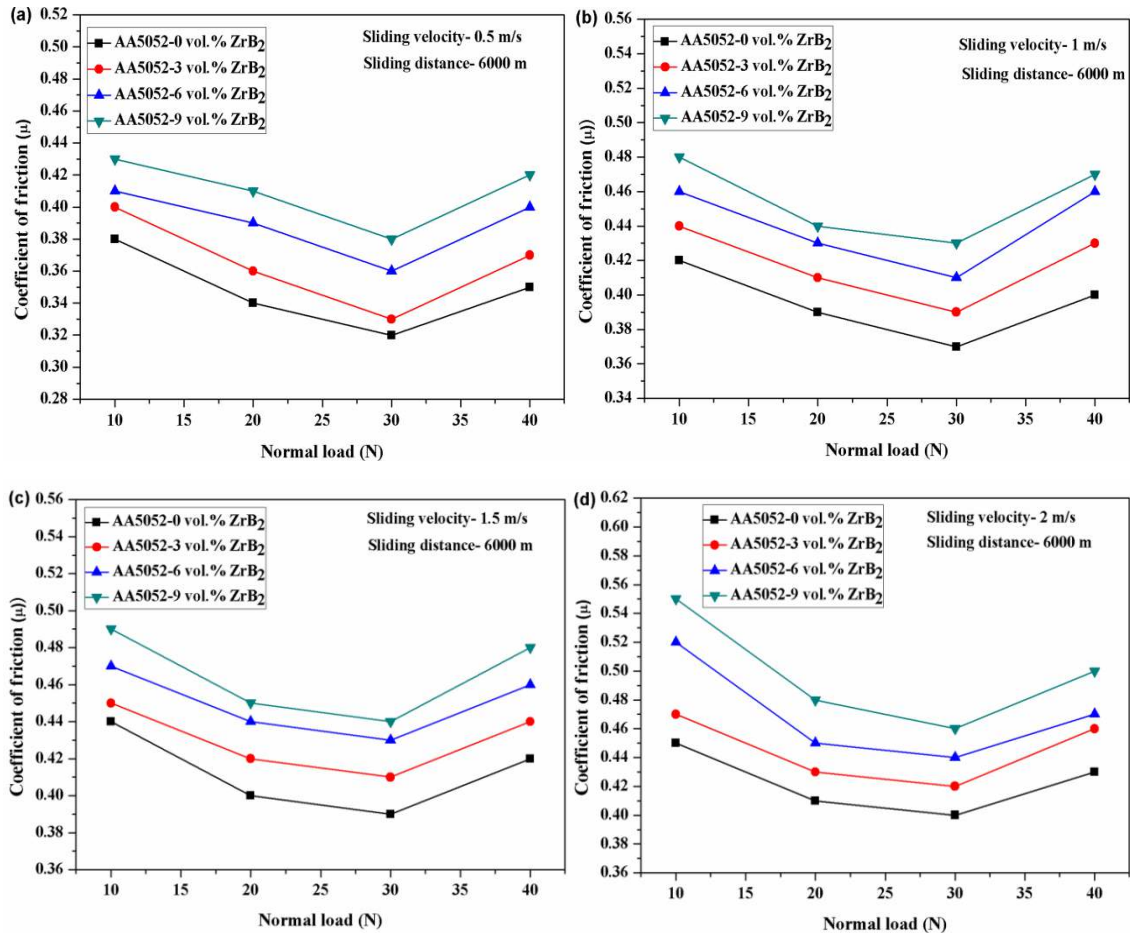 (a)
0.52
0.50
0.48
0.46
0.44
0.42
0.40
0.38
0.36
0.34
0.32
0.30
0.28
Coefficient of friction (μ)
AA5052-0 vol.% ZrB2
AA5052-3 vol.% ZrB2
AA5052-6 vol.% ZrB2
AA5052-9 vol.% ZrB2
Sliding velocity- 0.5 m/s
Sliding distance- 6000 m
10 15 20 25 30 35 40
Normal load (N)
(b)
0.56
0.54
0.52
0.50
0.48
0.46
0.44
0.42
0.40
0.38
0.36
0.34
Coefficient of friction (μ))
AA5052-0 vol.% ZrB2
AA5052-3 vol.% ZrB2
AA5052-6 vol.% ZrB2
AA5052-9 vol.% ZrB2
Sliding velocity- 1 m/s
Sliding distance- 6000 m
10 15 20 25 30 35 40
Normal load (N)
(c)
0.56
0.54
0.52
0.50
0.48
0.46
0.44
0.42
0.40
0.38
0.36
Coefficient of friction (μ)
AA5052-0 vol.% ZrB2
AA5052-3 vol.% ZrB2
AA5052-6 vol.% ZrB2
AA5052-9 vol.% ZrB2
Sliding velocity- 1.5 m/s
Sliding distance- 6000 m
10 15 20 25 30 35 40
Normal load (N)
(d)
0.62
0.60
0.58
0.56
0.54
0.52
0.50
0.48
0.46
0.44
0.42
0.40
0.38
0.36
Coefficient of friction (μ)
AA5052-0 vol.% ZrB2
AA5052-3 vol.% ZrB2
AA5052-6 vol.% ZrB2
AA5052-9 vol.% ZrB2
Sliding velocity- 2 m/s
Sliding distance- 6000 m
10 15 20 25 30 35 40
Normal load (N)